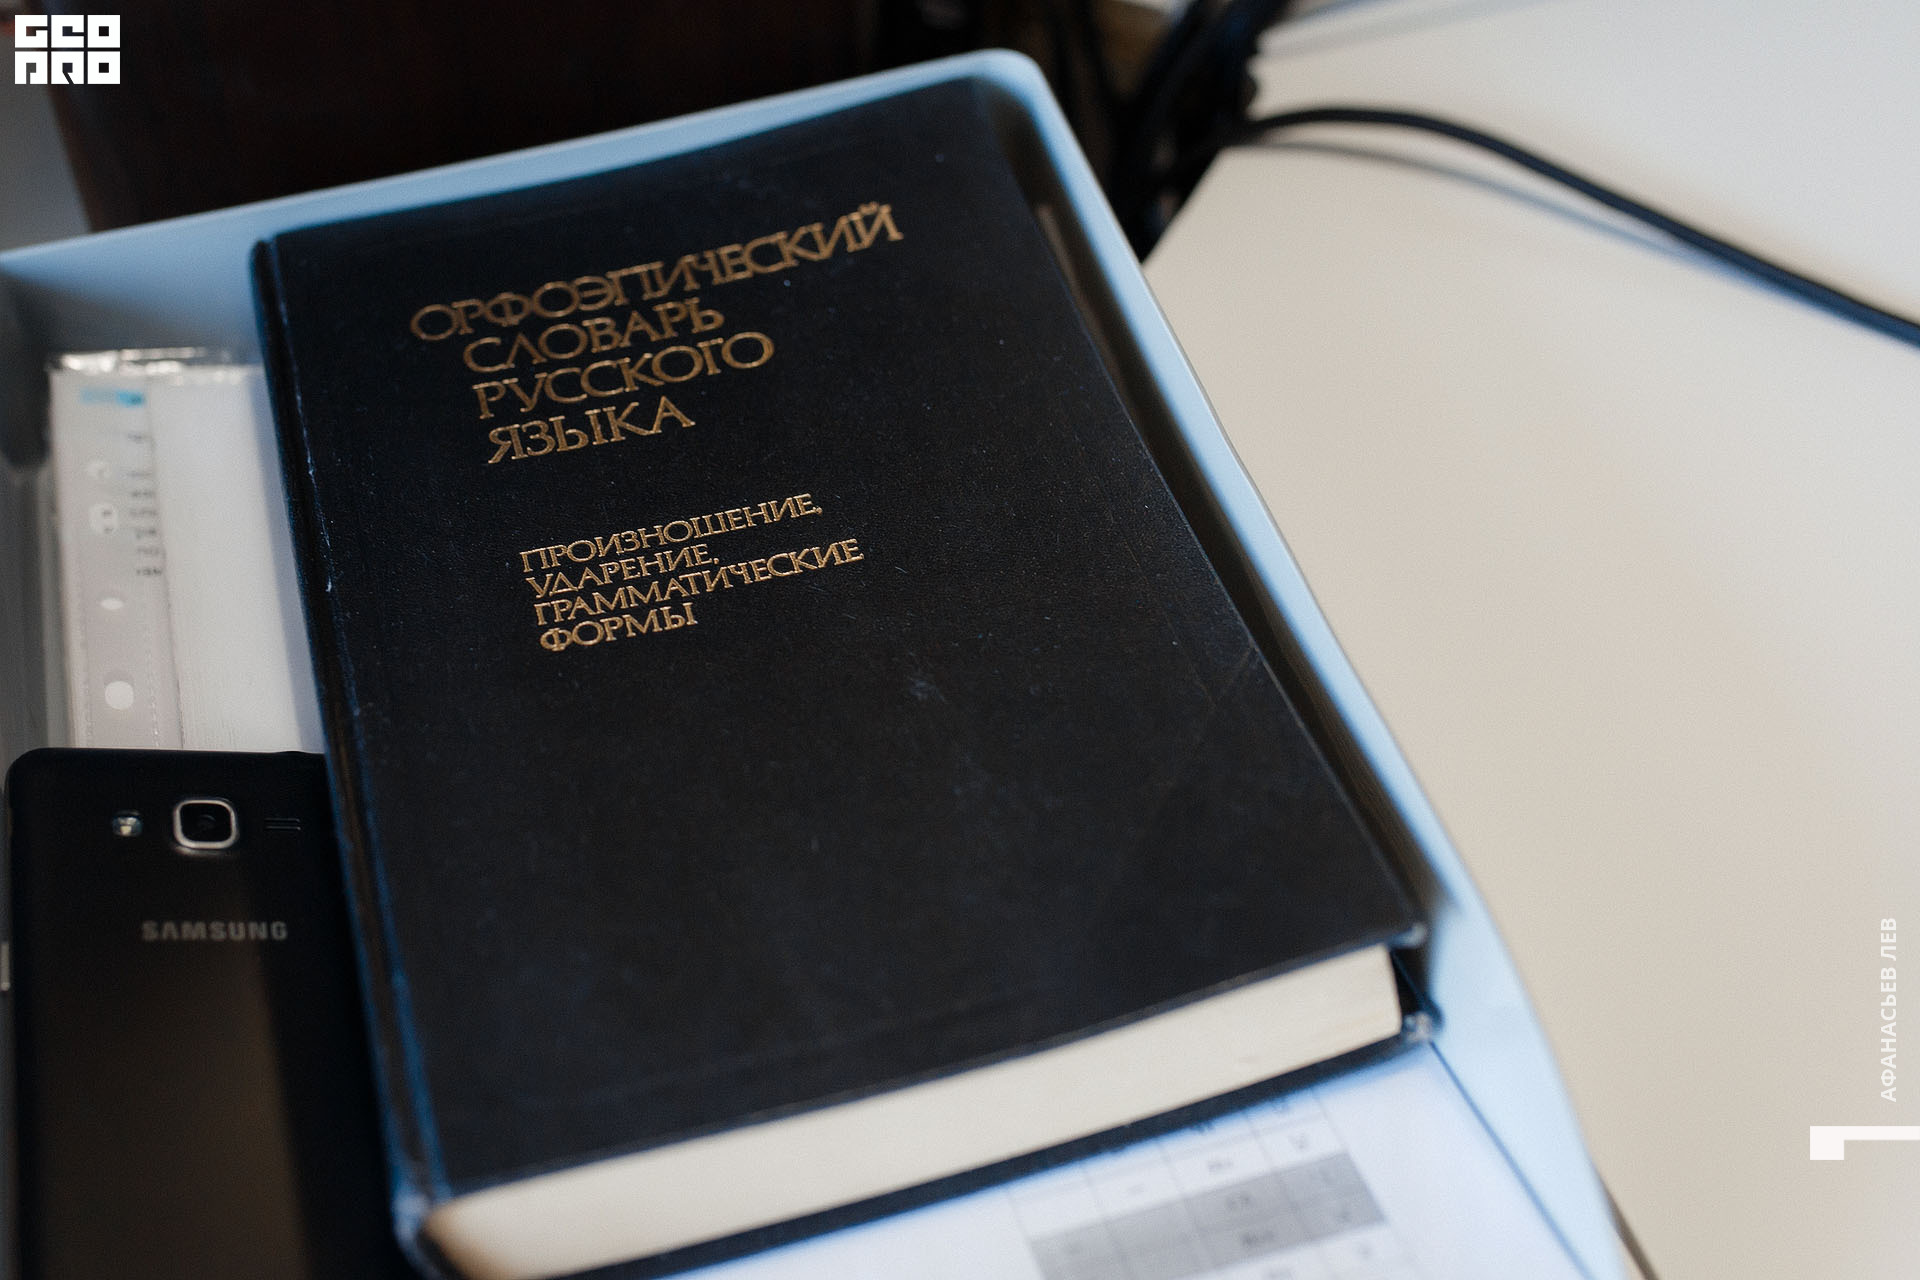 GEO
PRO
ОРФОЭПИЧЕСКИЙ
СЛОВАРЬ
РУССКОГО
ЯЗЫКА
ПРОИЗНОШЕНИЕ,
УДАРЕНИЕ,
ГРАММАТИЧЕСКИЕ
ФОРМЫ
SAMSUNG
АФАНАСЬЕВ ЛЕВ